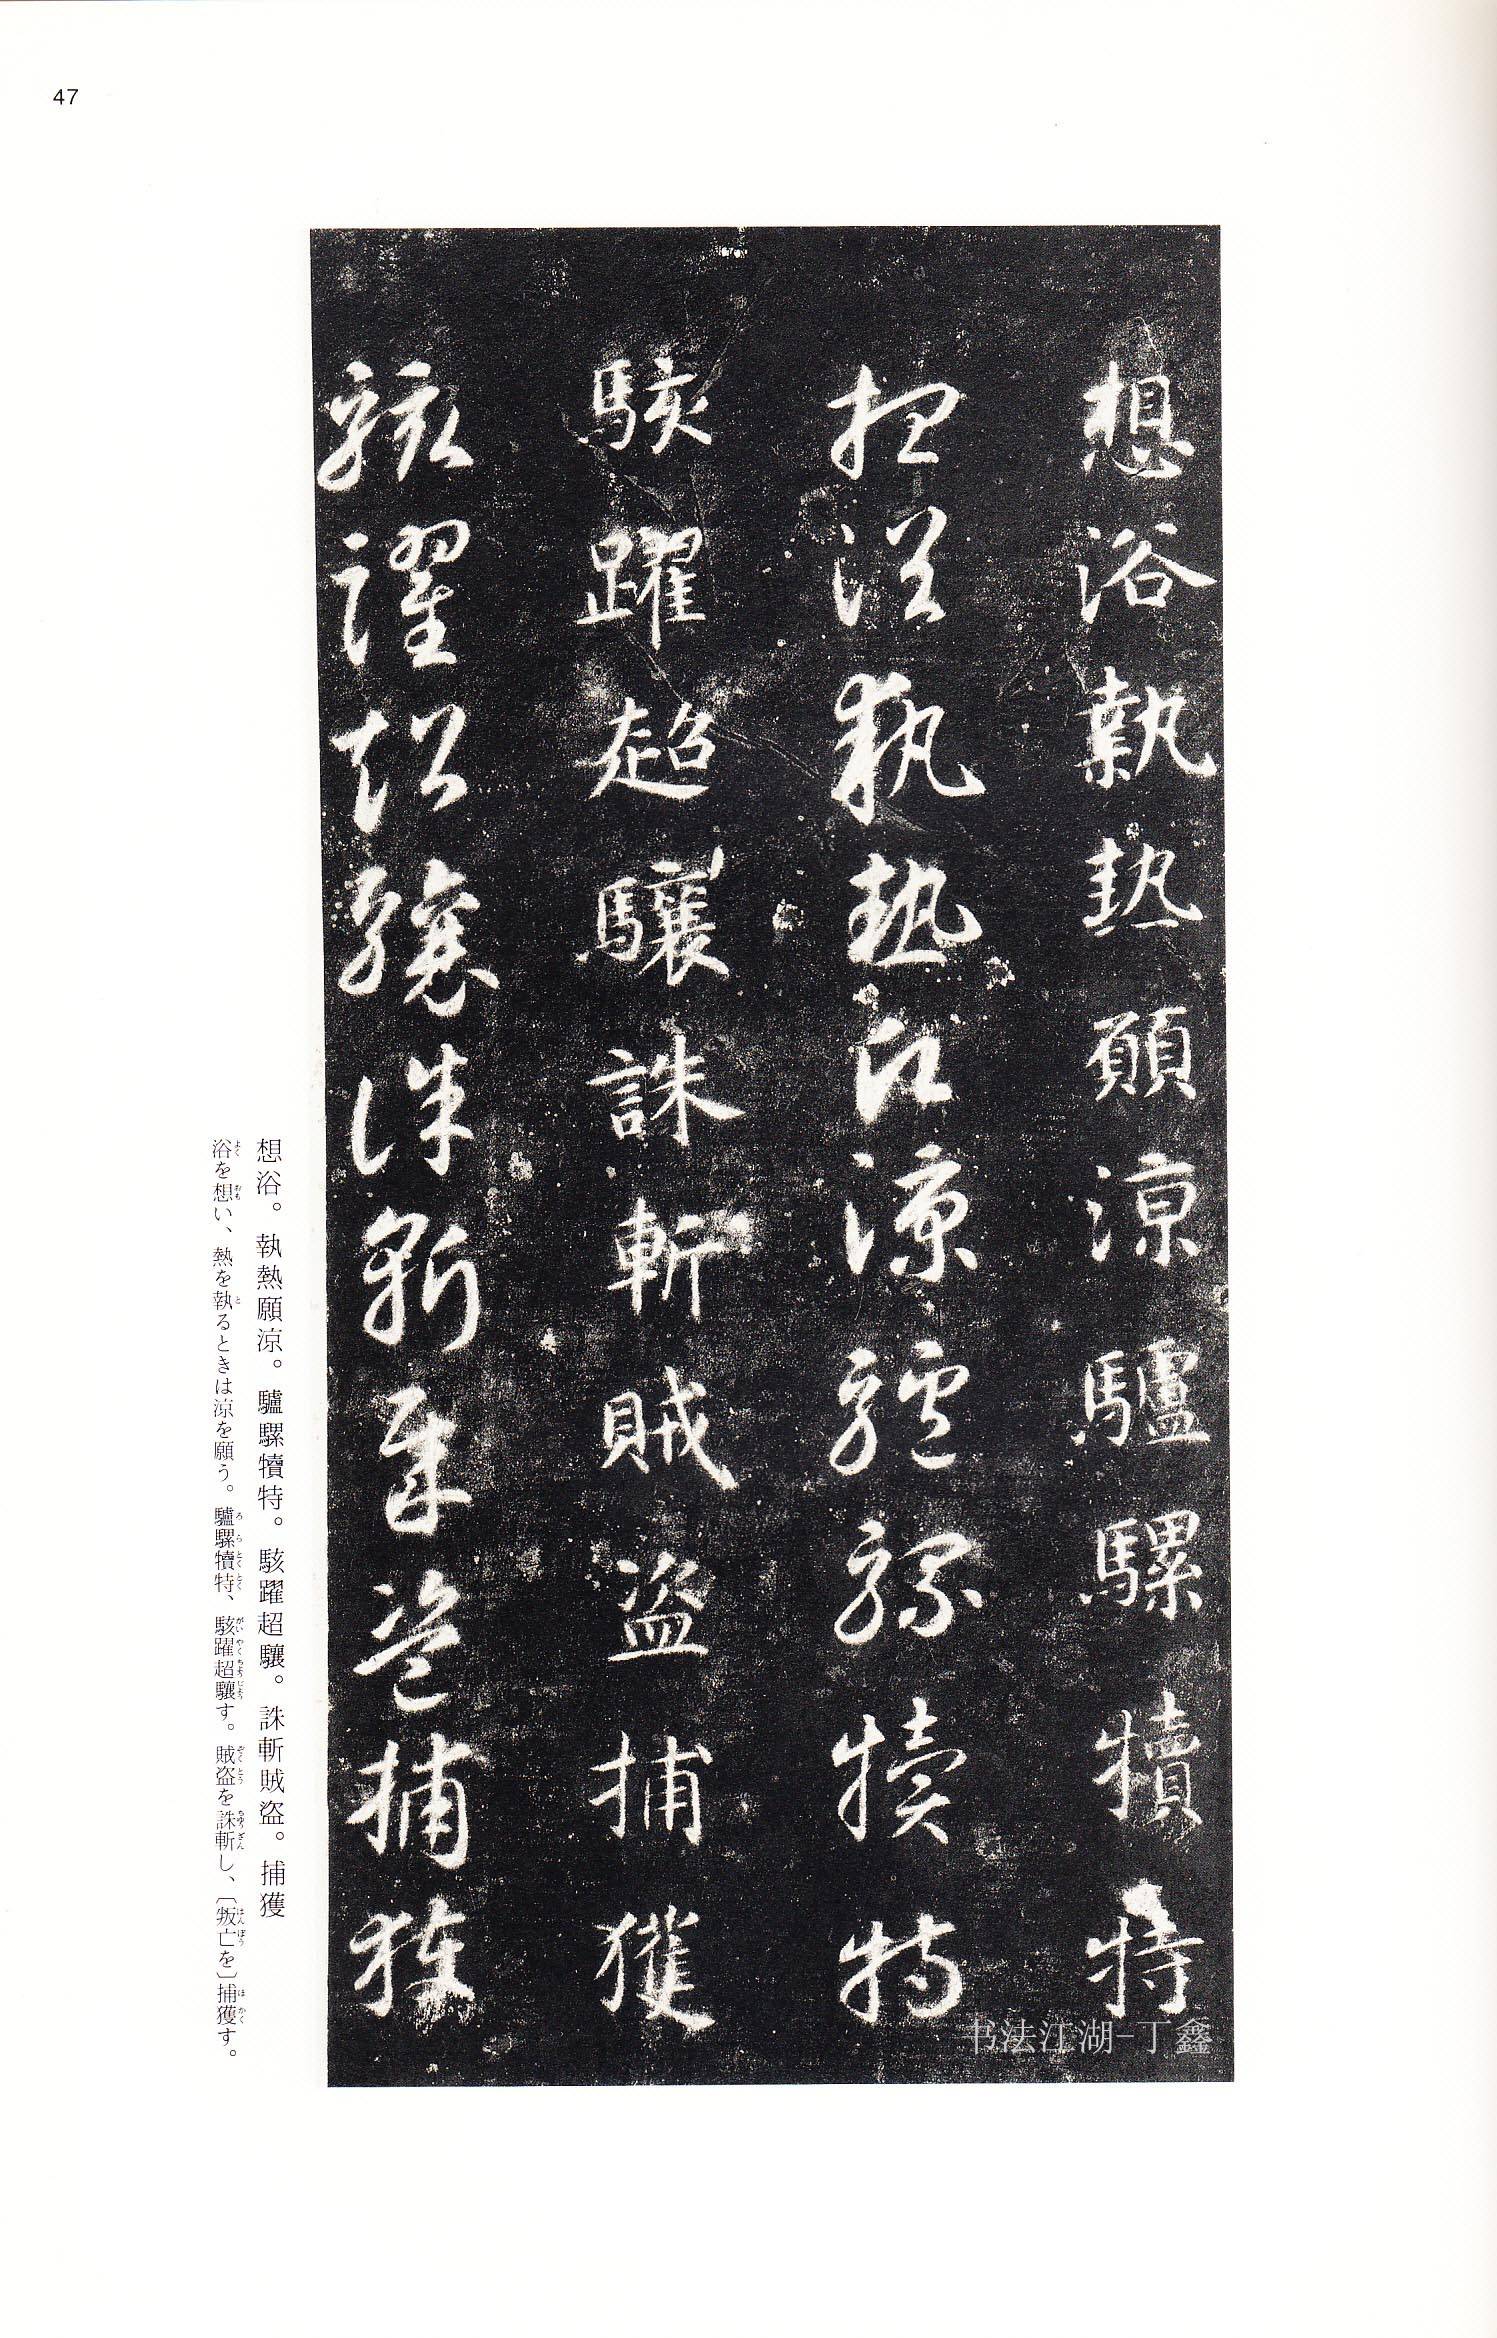 47
想浴執熱願涼驢騾犢特
想浴執熱願涼驢騾犢特
駭躍超驤誅斬賊盜捕獲
駭躍超驤誅斬賊盜捕獲
想浴。執熱願涼。驢騾犢特。駭躍超驤。誅斬賊盜。捕獲
浴を想い、熱を執るときは涼を願う。驢騾犢特、駭躍超驤す。賊盗を誅斬し、〔叛亡を〕捕獲す。
书法江湖-丁鑫